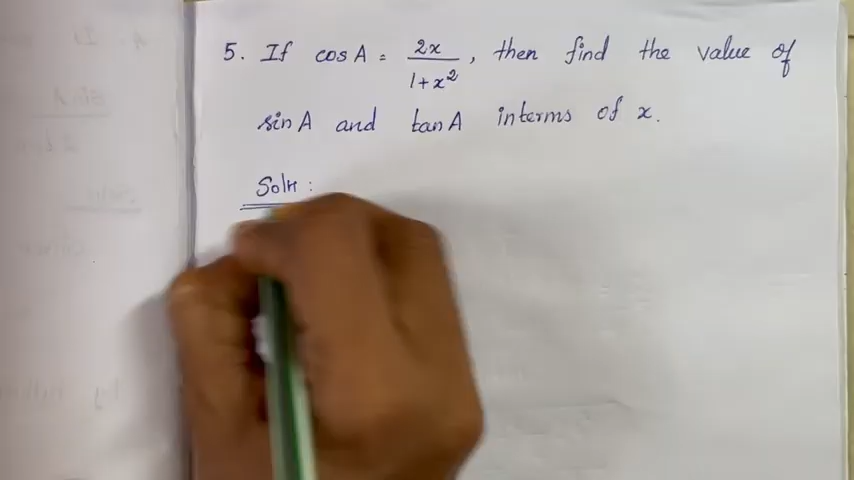 5. If cos A = 2x/1+x², then find the value of
sin A and tan A interms of x.
Soln :